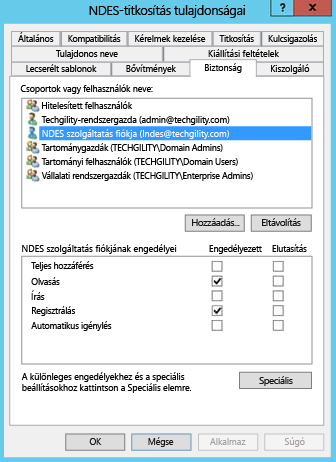 NDES-titkosítás tulajdonságai
Általános Kompatibilitás Kérelmek kezelése Titkosítás Kulcsigazolás
Tulajdonos neve Kiállítási feltételek
Lecserélt sablonok Bővítmények Biztonság Kiszolgáló
Csoportok vagy felhasználók neve:
Hitelesített felhasználók
Techgility-rendszergazda (admin@techgility.com)
NDES szolgáltatás fiókja (Indes@techgility.com)
Tartománygazdák (TECHGILITY\Domain Admins)
Tartományi felhasználók (TECHGILITY\Domain Users)
Vállalati rendszergazdák (TECHGILITY\Enterprise Admins)
Hozzáadás... Eltávolítás
NDES szolgáltatás fiókjának engedélyei Engedélyezett Elutasítás
Teljes hozzáférés
Olvasás
Írás
Regisztrálás
Automatikus igénylés
A különleges engedélyekhez és a speciális
beállításokhoz kattintson a Speciális elemre.
Speciális
OK Mégse Alkalmaz Súgó